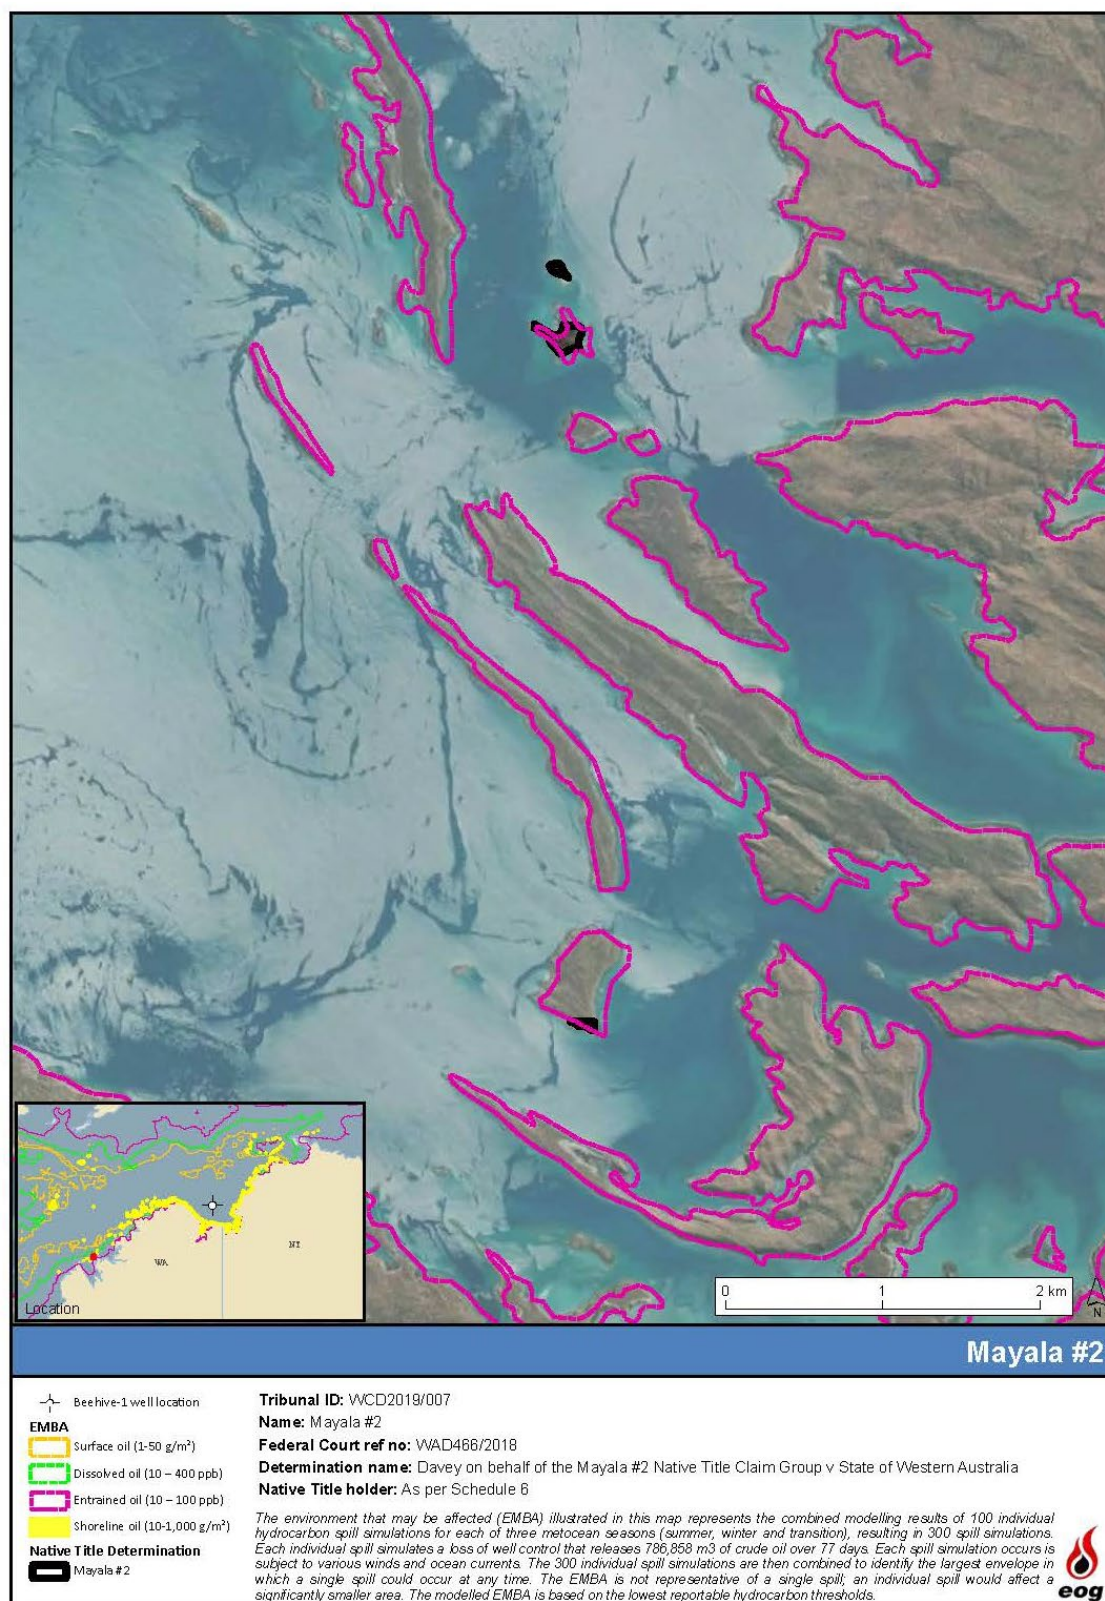 WA
NT
Location
0 1 2 km
N
Mayala #2
Beehive-1 well location
EMBA
Surface oil (1-50 g/m²)
Dissolved oil (10 – 400 ppb)
Entrained oil (10 – 100 ppb)
Shoreline oil (10-1,000 g/m²)
Native Title Determination
Mayala #2
Tribunal ID: WCD2019/007
Name: Mayala #2
Federal Court ref no: WAD466/2018
Determination name: Davey on behalf of the Mayala #2 Native Title Claim Group v State of Western Australia
Native Title holder: As per Schedule 6
The environment that may be affected (EMBA) illustrated in this map represents the combined modelling results of 100 individual
hydrocarbon spill simulations for each of three metocean seasons (summer, winter and transition), resulting in 300 spill simulations.
Each individual spill simulates a loss of well control that releases 786,858 m3 of crude oil over 77 days. Each spill simulation occurs is
subject to various winds and ocean currents. The 300 individual spill simulations are then combined to identify the largest envelope in
which a single spill could occur at any time. The EMBA is not representative of a single spill; an individual spill would affect a
significantly smaller area. The modelled EMBA is based on the lowest reportable hydrocarbon thresholds.
eog